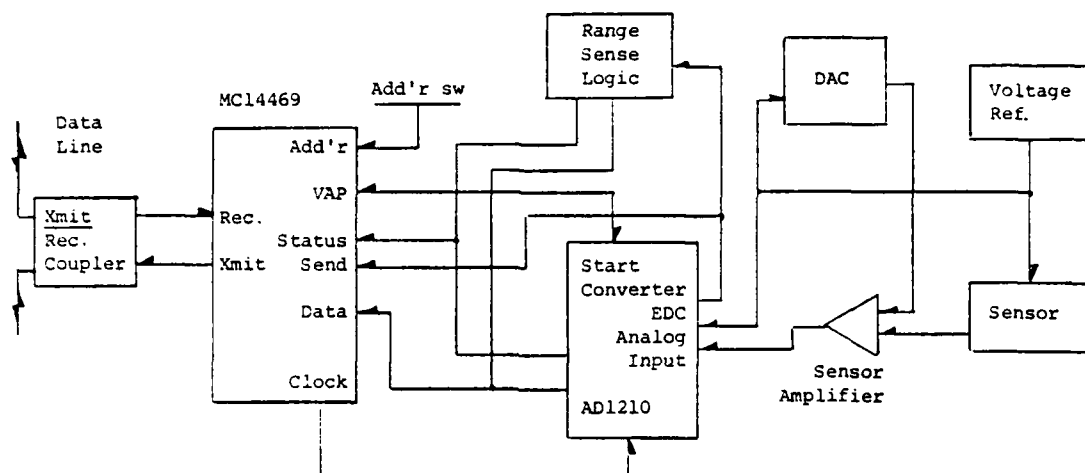 Range
Sense
Logic
DAC
Voltage
Ref.
Add'r sw
MC14469
Data
Line
Add'r
VAP
Xmit
Rec.
Coupler
Rec.
Status
Xmit
Send
Data
Clock
Start
Converter
EDC
Analog
Input
AD1210
Sensor
Amplifier
Sensor